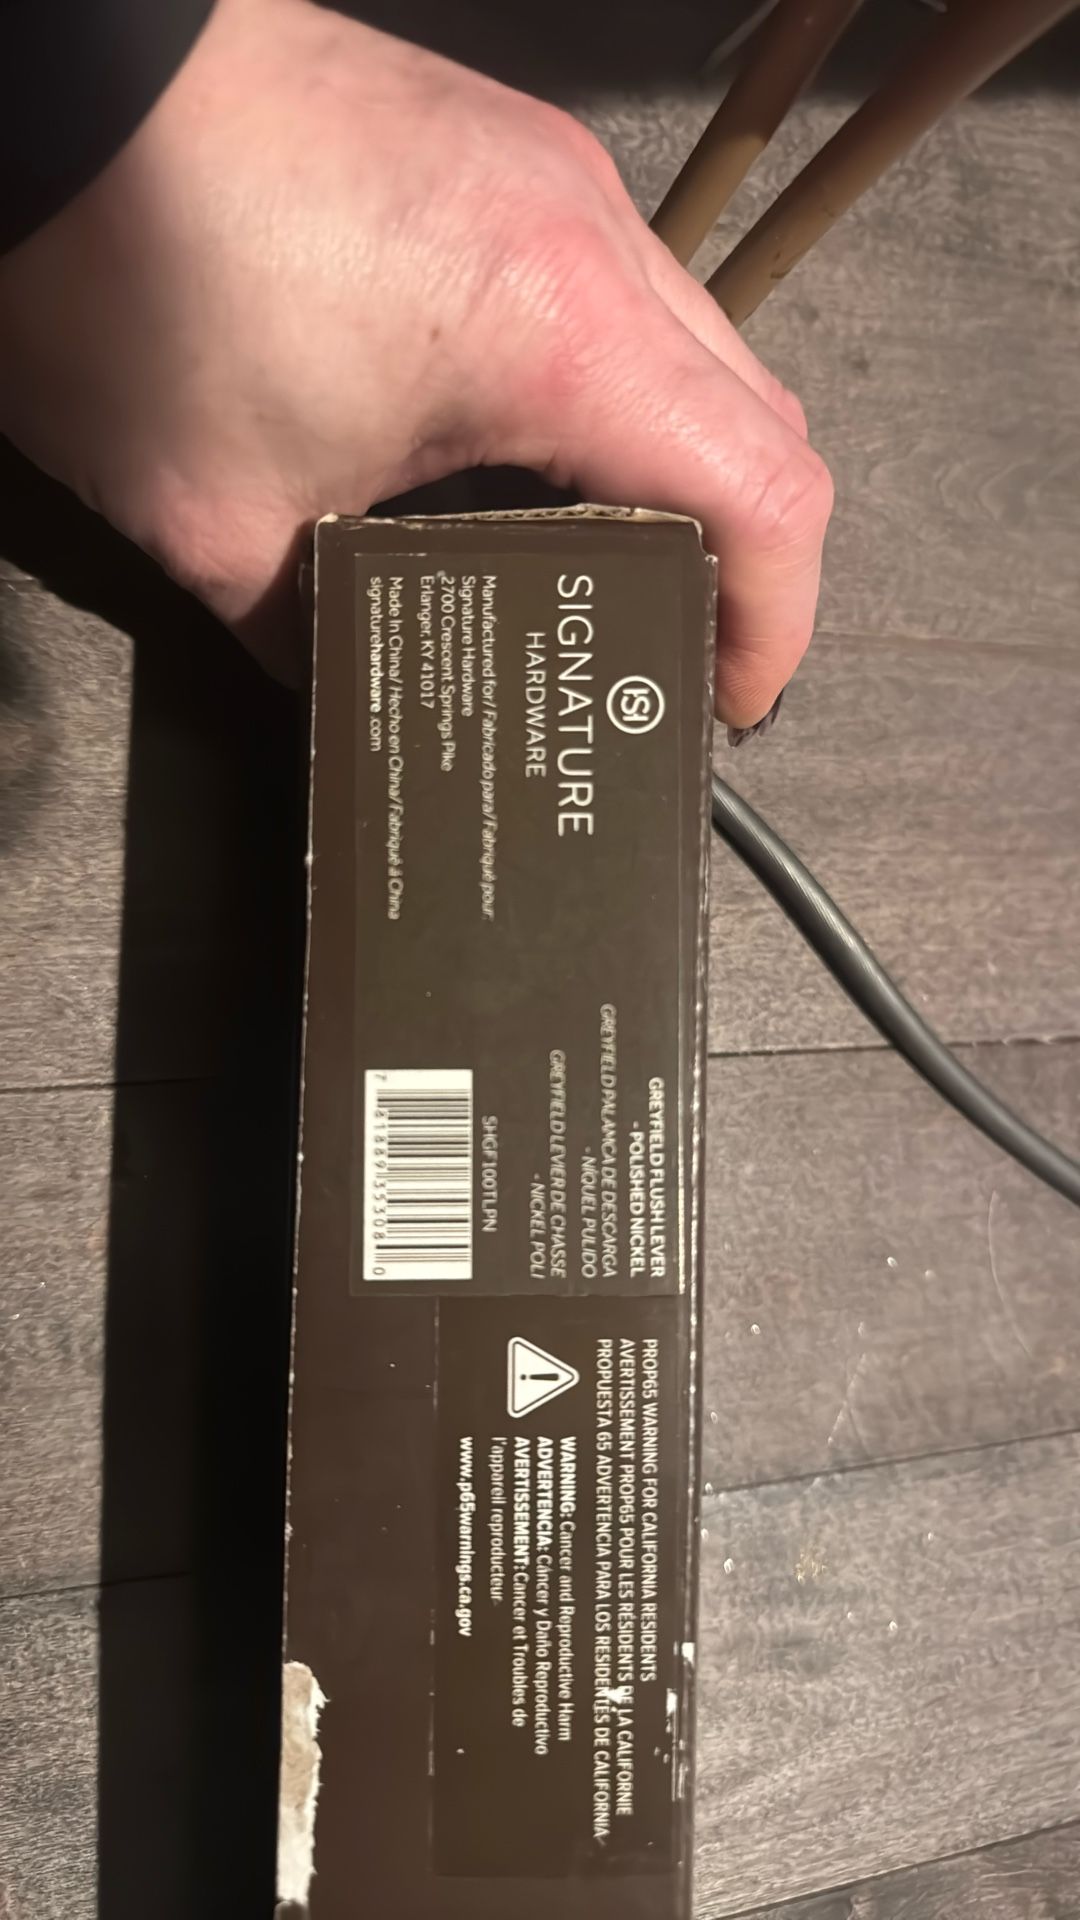 SIGNATURE
HARDWARE
Manufactured for/ Fabricado para/ Fabriqué pour:
Signature Hardware
2700 Crescent Springs Pike
Erlanger, KY 41017
Made In China/ Hecho en China/ Fabriqué à China
signaturehardware.com
GREYFIELD FLUSH LEVER
- POLISHED NICKEL
GREYFIELD PALANCA DE DESCARGA
- NÍQUEL PULIDO
GREYFIELD LEVIER DE CHASSE
- NICKEL POLI
SHGF100TLPN
PROP65 WARNING FOR CALIFORNIA RESIDENTS
AVERTISSEMENT PROP65 POUR LES RÉSIDENTS DE LA CALIFORNIE
PROPUESTA 65 ADVERTENCIA PARA LOS RESIDENTES DE CALIFORNIA
WARNING: Cancer and Reproductive Harm
ADVERTENCIA: Cáncer y Daño Reproductivo
AVERTISSEMENT: Cancer et Troubles de
l'appareil reproducteur
www.p65warnings.ca.gov